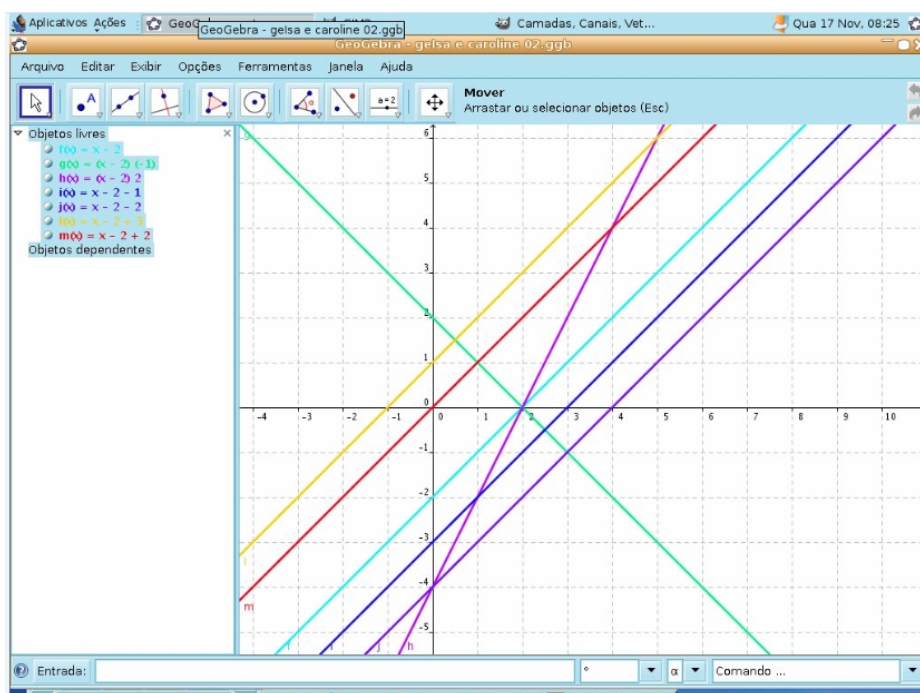 Aplicativos Ações GeoG Camadas, Canais, Vet... Qua 17 Nov, 08:25
GeoGebra - gelsa e caroline 02.ggb
GeoGebra - gelsa e caroline 02.ggb
Arquivo Editar Exibir Opções Ferramentas Janela Ajuda
A
a=2
Mover
Arrastar ou selecionar objetos (Esc)
Objetos livres
f(x) = x - 2
g(x) = (x - 2) (-1)
h(x) = (x - 2) 2
i(x) = x - 2 - 1
j(x) = x - 2 - 2
l(x) = x - 2 + 3
m(x) = x - 2 + 2
Objetos dependentes
g
6
5
4
3
2
1
0
-4 -3 -2 -1 0 1 2 3 4 5 6 7 8 9 10
-1
-2
-3
-4
-5
l
m
f i j h
Entrada: ° α Comando ...